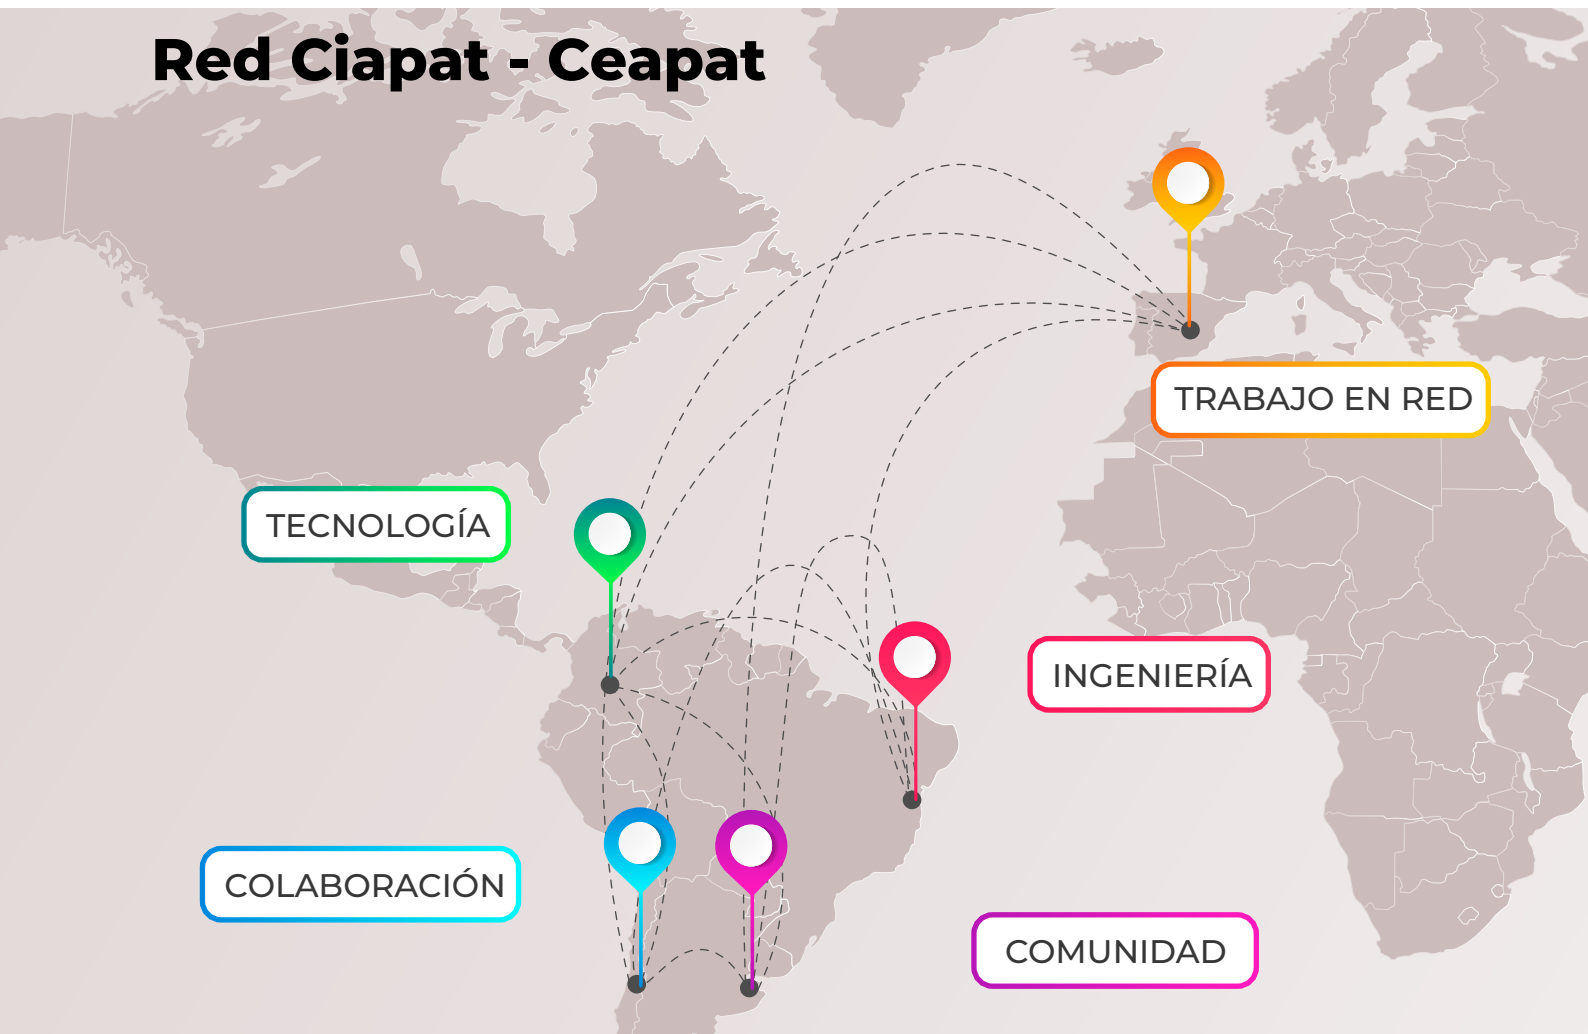 Red Ciapat - Ceapat
TRABAJO EN RED
TECNOLOGÍA
INGENIERÍA
COLABORACIÓN
COMUNIDAD